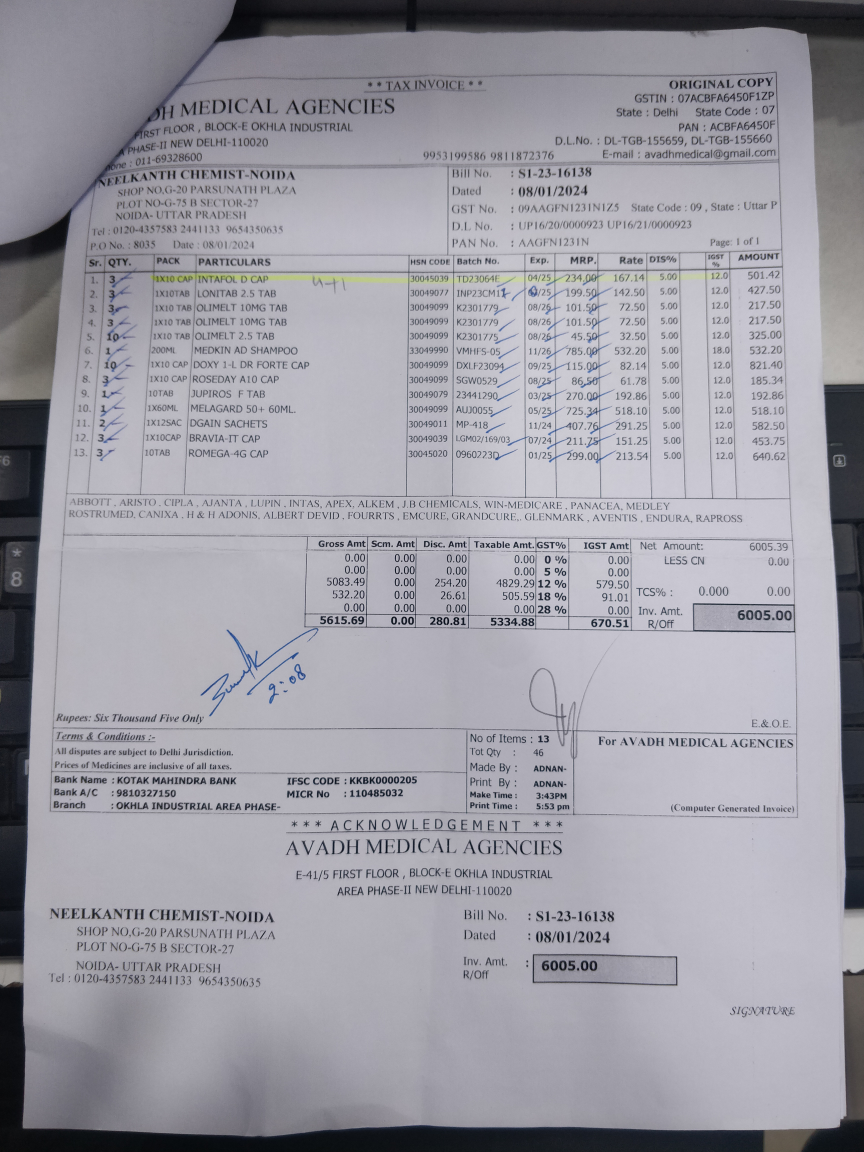 * * TAX INVOICE * *
ORIGINAL COPY
GSTIN : 07ACBFA6450F1ZP
DH MEDICAL AGENCIES
State : Delhi State Code : 07
FIRST FLOOR , BLOCK-E OKHLA INDUSTRIAL
PAN : ACBFA6450F
PHASE-II NEW DELHI-110020
D.L.No. : DL-TGB-155659, DL-TGB-155660
: 011-69328600
9953199586 9811872376
E-mail : avadhmedical@gmail.com
NEELKANTH CHEMIST-NOIDA
Bill No. : S1-23-16138
SHOP NO,G-20 PARSUNATH PLAZA
Dated : 08/01/2024
PLOT NO-G-75 B SECTOR-27
GST No. : 09AAGFN1231N1Z5 State Code : 09 , State : Uttar P
NOIDA- UTTAR PRADESH
D.L No. : UP16/20/0000923 UP16/21/0000923
Tel : 0120-4357583 2441133 9654350635
PAN No. : AAGFN1231N Page: 1 of 1
P.O No. : 8035 Date : 08/01/2024
Sr. QTY. PACK PARTICULARS HSN CODE Batch No. Exp. MRP. Rate DIS% IGST % AMOUNT
1. 3 1X10 CAP INTAFOL D CAP 30045039 TD23064E 04/25 234.00 167.14 5.00 12.0 501.42
2. 3 1X10TAB LONITAB 2.5 TAB 30049077 INP23CM1 /25 199.50 142.50 5.00 12.0 427.50
3. 3 1X10 TAB OLIMELT 10MG TAB 30049099 K2301779 08/26 101.50 72.50 5.00 12.0 217.50
4. 3 1X10 TAB OLIMELT 10MG TAB 30049099 K2301779 08/26 101.50 72.50 5.00 12.0 217.50
5. 10 1X10 TAB OLIMELT 2.5 TAB 30049099 K2301775 08/26 45.50 32.50 5.00 12.0 325.00
6. 1 200ML MEDKIN AD SHAMPOO 33049990 VMHFS-05 11/26 785.00 532.20 5.00 18.0 532.20
7. 10 1X10 CAP DOXY 1-L DR FORTE CAP 30049099 DXLF23094 09/25 115.00 82.14 5.00 12.0 821.40
8. 3 1X10 CAP ROSEDAY A10 CAP 30049099 SGW0529 08/25 86.50 61.78 5.00 12.0 185.34
9. 1 10TAB JUPIROS F TAB 30049079 23441290 03/25 270.00 192.86 5.00 12.0 192.86
10. 1 1X60ML MELAGARD 50+ 60ML. 30049099 AUJ0055 05/25 725.34 518.10 5.00 12.0 518.10
11. 2 1X12SAC DGAIN SACHETS 30049011 MP-418 11/24 407.76 291.25 5.00 12.0 582.50
12. 3 1X10CAP BRAVIA-IT CAP 30049039 LGM02/169/03 07/24 211.75 151.25 5.00 12.0 453.75
13. 3 10TAB ROMEGA-4G CAP 30045020 0960223D 01/25 299.00 213.54 5.00 12.0 640.62
ABBOTT , ARISTO , CIPLA , AJANTA , LUPIN , INTAS, APEX, ALKEM , J.B CHEMICALS, WIN-MEDICARE , PANACEA, MEDLEY
ROSTRUMED, CANIXA , H & H ADONIS, ALBERT DEVID , FOURRTS , EMCURE, GRANDCURE,. GLENMARK , AVENTIS , ENDURA, RAPROSS
Gross Amt Scm. Amt Disc. Amt Taxable Amt. GST% IGST Amt
0.00 0.00 0.00 0.00 0 % 0.00
0.00 0.00 0.00 0.00 5 % 0.00
5083.49 0.00 254.20 4829.29 12 % 579.50
532.20 0.00 26.61 505.59 18 % 91.01
0.00 0.00 0.00 0.00 28 % 0.00
5615.69 0.00 280.81 5334.88 670.51
Net Amount: 6005.39
LESS CN 0.00
TCS% : 0.000 0.00
Inv. Amt. R/Off 6005.00
2:08
Rupees: Six Thousand Five Only
E.& O.E.
Terms & Conditions :-
All disputes are subject to Delhi Jurisdiction.
Prices of Medicines are inclusive of all taxes.
Bank Name : KOTAK MAHINDRA BANK IFSC CODE : KKBK0000205
Bank A/C : 9810327150 MICR No : 110485032
Branch : OKHLA INDUSTRIAL AREA PHASE-
No of Items : 13
Tot Qty : 46
Made By : ADNAN-
Print By : ADNAN-
Make Time : 3:43PM
Print Time : 5:53 pm
For AVADH MEDICAL AGENCIES
(Computer Generated Invoice)
* * * ACKNOWLEDGEMENT * * *
AVADH MEDICAL AGENCIES
E-41/5 FIRST FLOOR , BLOCK-E OKHLA INDUSTRIAL
AREA PHASE-II NEW DELHI-110020
NEELKANTH CHEMIST-NOIDA
SHOP NO,G-20 PARSUNATH PLAZA
PLOT NO-G-75 B SECTOR-27
NOIDA- UTTAR PRADESH
Tel : 0120-4357583 2441133 9654350635
Bill No. : S1-23-16138
Dated : 08/01/2024
Inv. Amt. R/Off : 6005.00
SIGNATURE
* 8